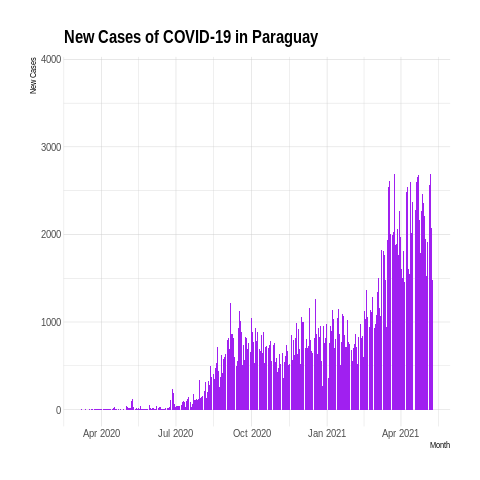 New Cases of COVID-19 in Paraguay
New Cases
4000
3000
2000
1000
0
Apr 2020
Jul 2020
Oct 2020
Jan 2021
Apr 2021
Month